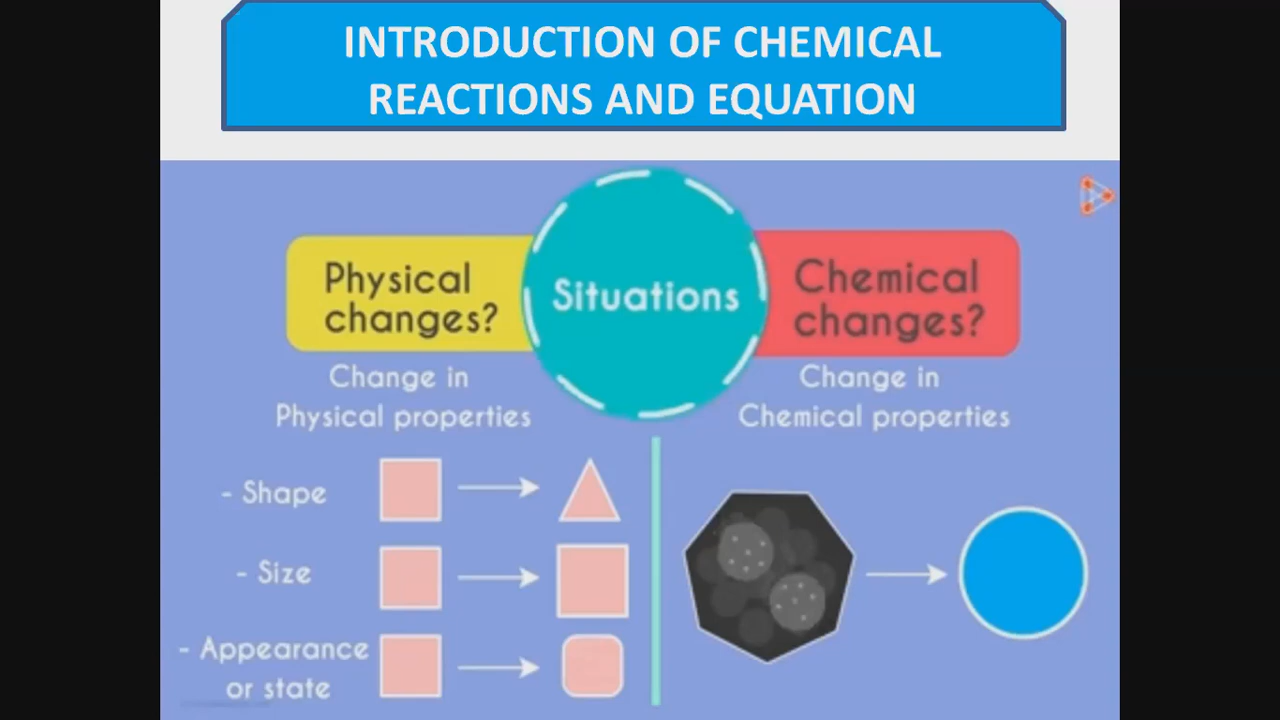 INTRODUCTION OF CHEMICAL
REACTIONS AND EQUATION
Physical
changes?
Situations
Chemical
changes?
Change in
Physical properties
Change in
Chemical properties
- Shape
- Size
- Appearance
or state